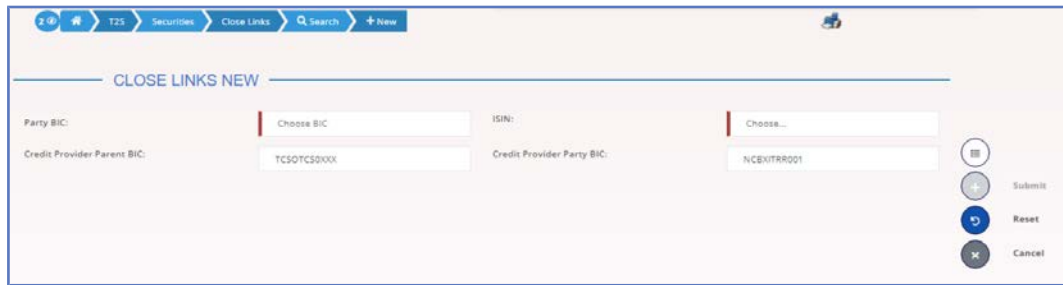 2 T2S Securities Close Links Search + New
CLOSE LINKS NEW
Party BIC: Choose BIC ISIN: Choose...
Credit Provider Parent BIC: TCSOTCS0XXX Credit Provider Party BIC: NCBXITRR001
Submit
Reset
Cancel